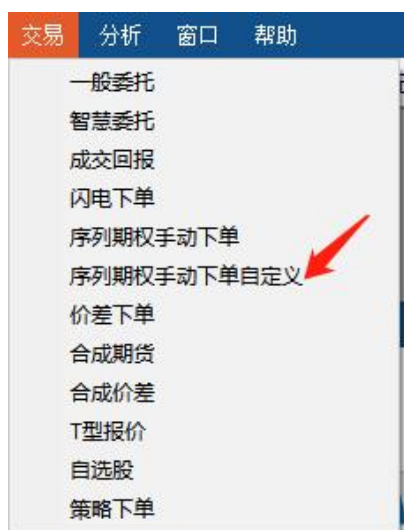 交易 分析 窗口 帮助
一般委托
智慧委托
成交回报
闪电下单
序列期权手动下单
序列期权手动下单自定义
价差下单
合成期货
合成价差
T型报价
自选股
策略下单